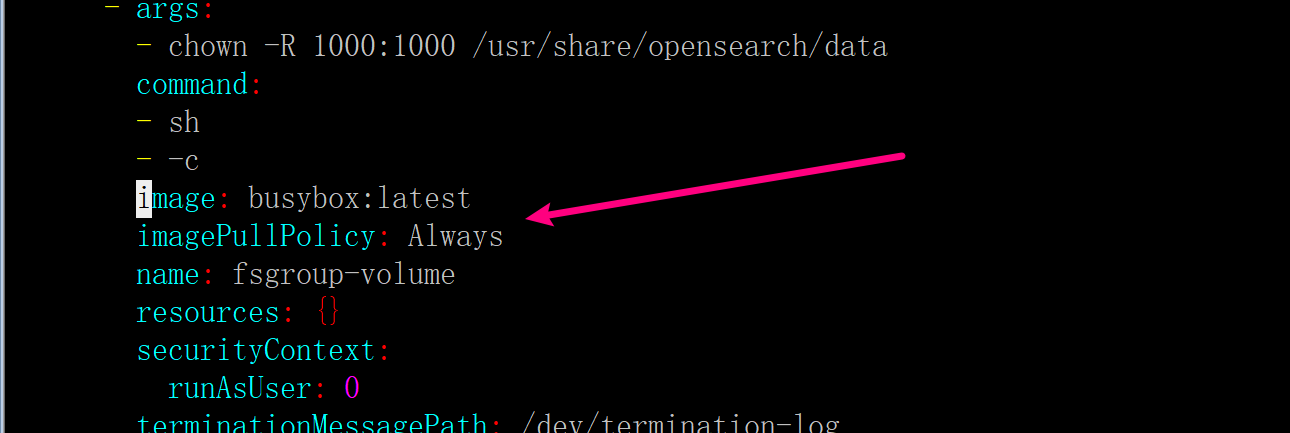 - args:
- chown -R 1000:1000 /usr/share/opensearch/data
command:
- sh
- -c
image: busybox:latest
imagePullPolicy: Always
name: fsgroup-volume
resources: {}
securityContext:
runAsUser: 0
terminationMessagePath: /dev/termination-log